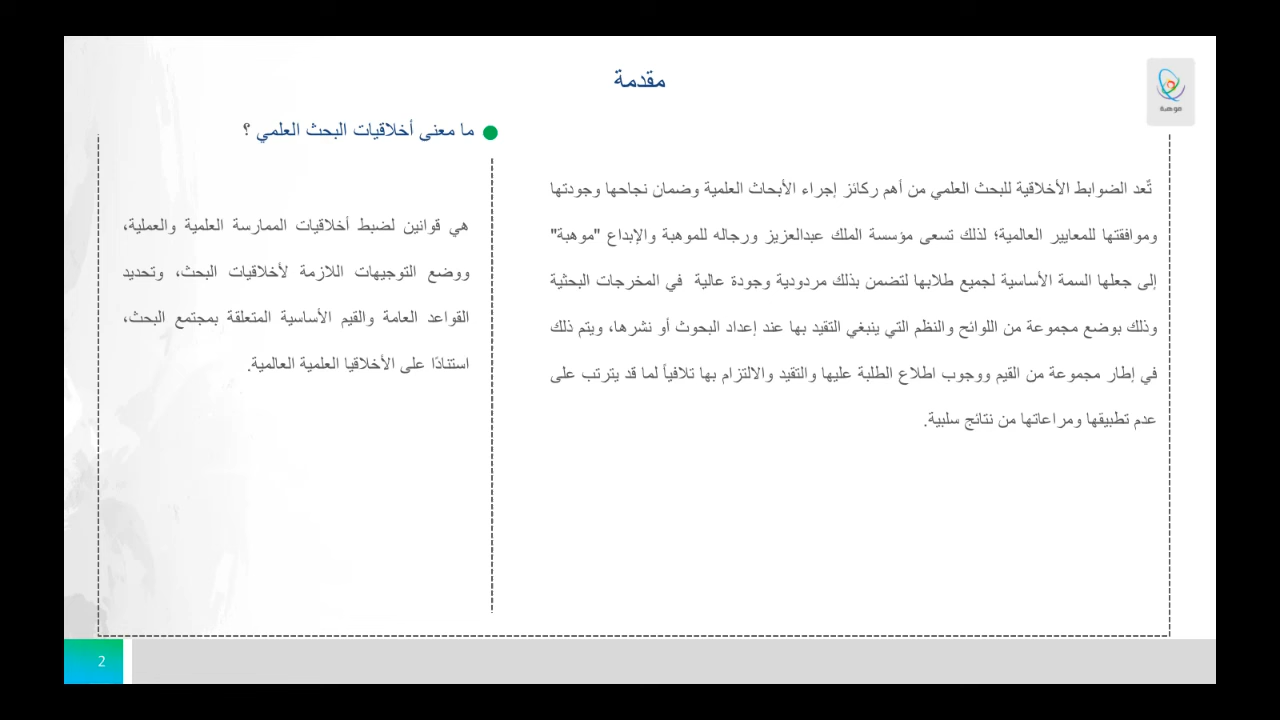 مقدمة
موهبة
تُعد الضوابط الأخلاقية للبحث العلمي من أهم ركائز إجراء الأبحاث العلمية وضمان نجاحها وجودتها
وموافقتها للمعايير العالمية؛ لذلك تسعى مؤسسة الملك عبدالعزيز ورجاله للموهبة والإبداع "موهبة"
إلى جعلها السمة الأساسية لجميع طلابها لتضمن بذلك مردودية وجودة عالية في المخرجات البحثية
وذلك بوضع مجموعة من اللوائح والنظم التي ينبغي التقيد بها عند إعداد البحوث أو نشرها، ويتم ذلك
في إطار مجموعة من القيم ووجوب اطلاع الطلبة عليها والتقيد والالتزام بها تلافياً لما قد يترتب على
عدم تطبيقها ومراعاتها من نتائج سلبية.
ما معنى أخلاقيات البحث العلمي ؟
هي قوانين لضبط أخلاقيات الممارسة العلمية والعملية،
ووضع التوجيهات اللازمة لأخلاقيات البحث، وتحديد
القواعد العامة والقيم الأساسية المتعلقة بمجتمع البحث،
استنادًا على الأخلاقيا العلمية العالمية.
2